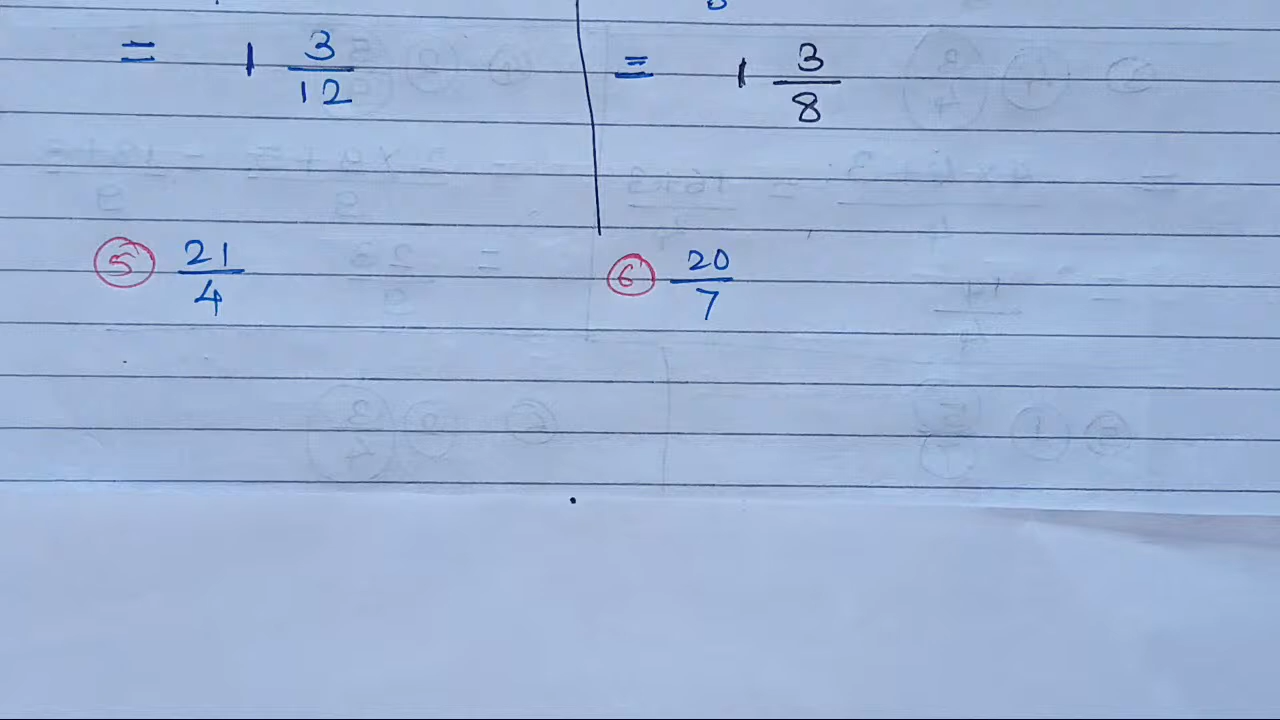 = 1 3/12
= 1 3/8
5 21/4
6 20/7